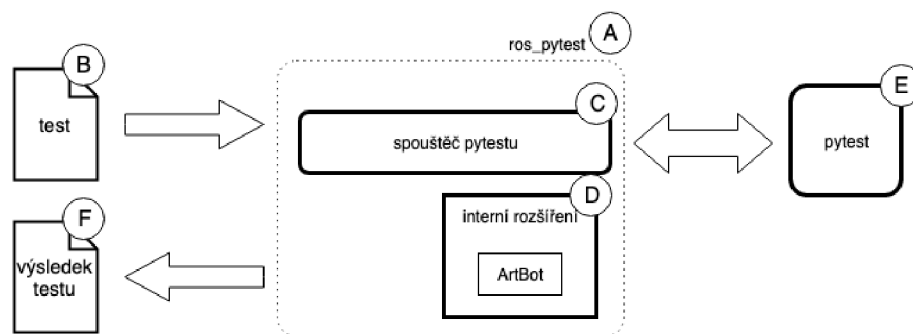 ros_pytest
A
B
test
C
spouštěč pytestu
E
pytest
D
interní rozšíření
ArtBot
F
výsledek
testu